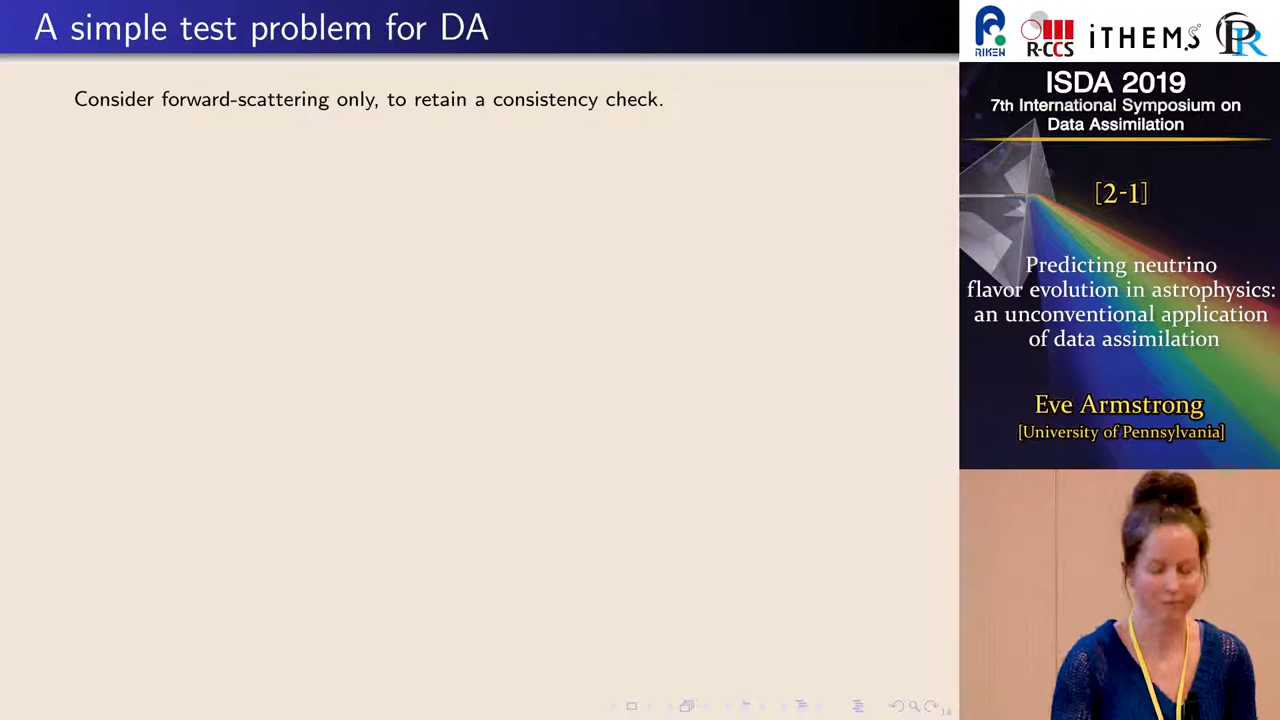 A simple test problem for DA
Consider forward-scattering only, to retain a consistency check.
14
RIKEN
R-CCS
iTHEMS
PR
ISDA 2019
7th International Symposium on
Data Assimilation
[2-1]
Predicting neutrino
flavor evolution in astrophysics:
an unconventional application
of data assimilation
Eve Armstrong
[University of Pennsylvania]